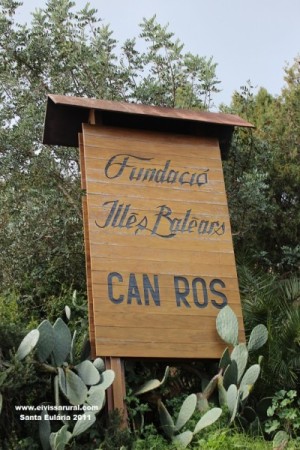 Fundació
Illes Balears
CAN ROS
www.eivissarural.com
Santa Eulària 2011